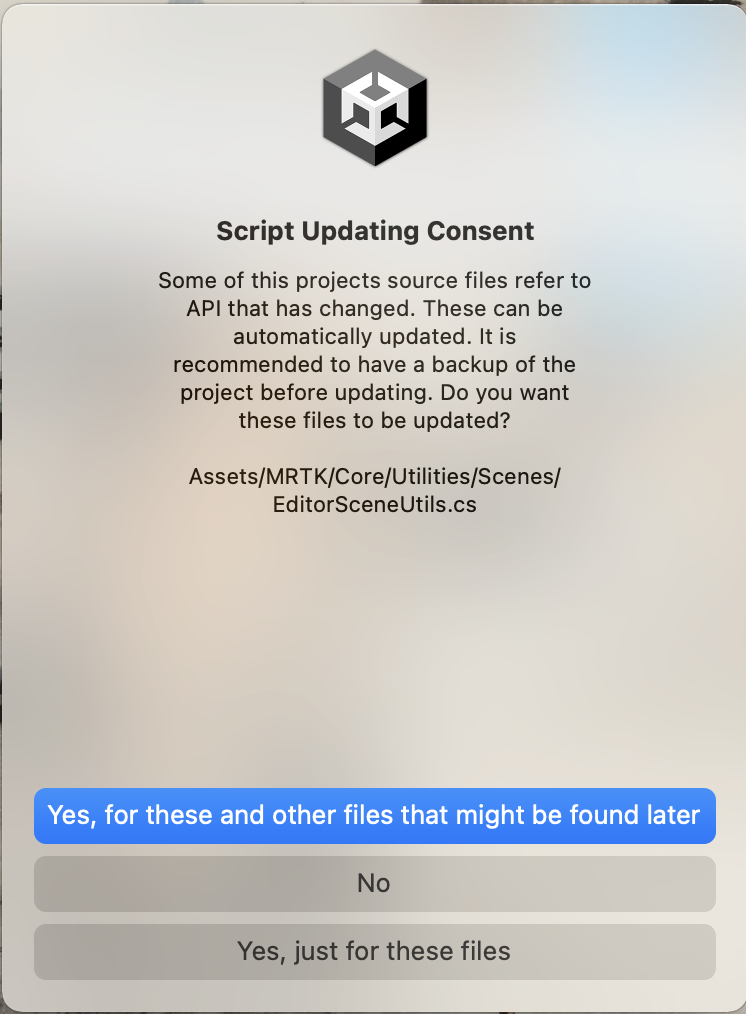 Script Updating Consent
Some of this projects source files refer to
API that has changed. These can be
automatically updated. It is
recommended to have a backup of the
project before updating. Do you want
these files to be updated?
Assets/MRTK/Core/Utilities/Scenes/
EditorSceneUtils.cs
Yes, for these and other files that might be found later
No
Yes, just for these files